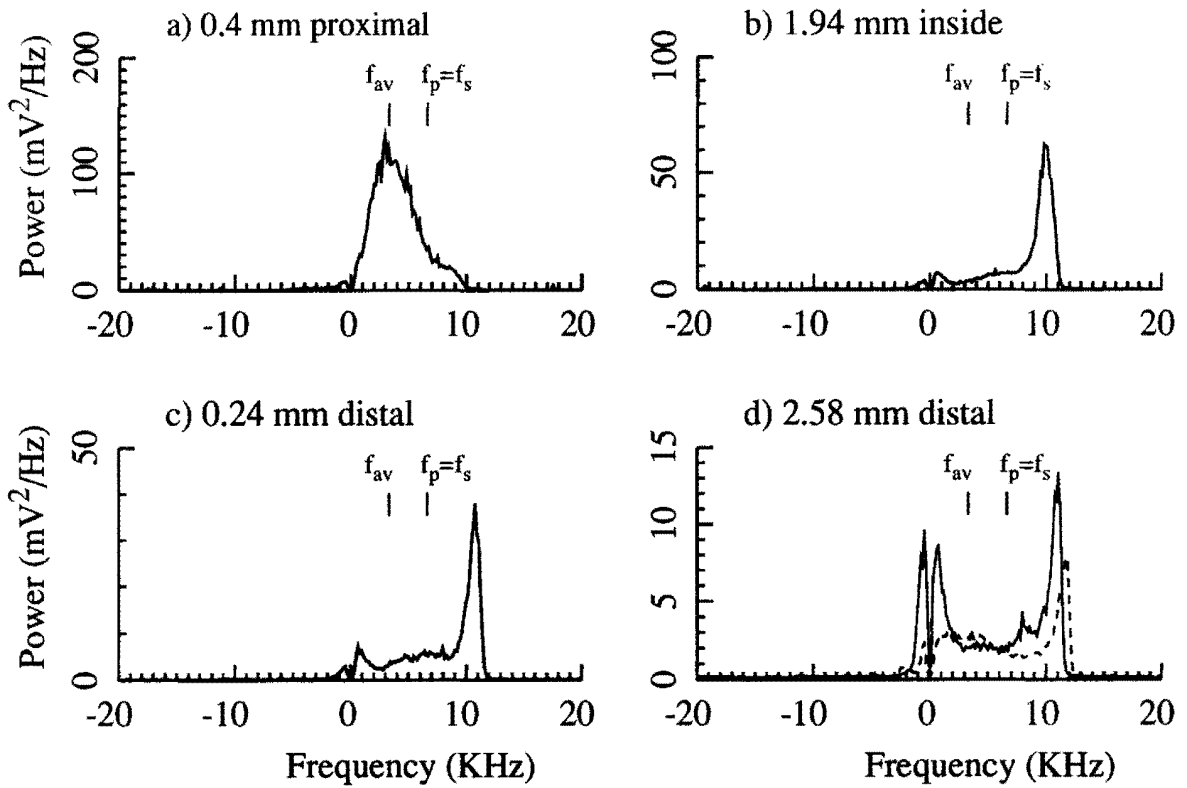 a) 0.4 mm proximal
Power (mV²/Hz)
200
100
0
f_av f_p=f_s
-20 -10 0 10 20
b) 1.94 mm inside
100
50
0
f_av f_p=f_s
-20 -10 0 10 20
c) 0.24 mm distal
Power (mV²/Hz)
50
0
f_av f_p=f_s
-20 -10 0 10 20
Frequency (KHz)
d) 2.58 mm distal
15
10
5
0
f_av f_p=f_s
-20 -10 0 10 20
Frequency (KHz)